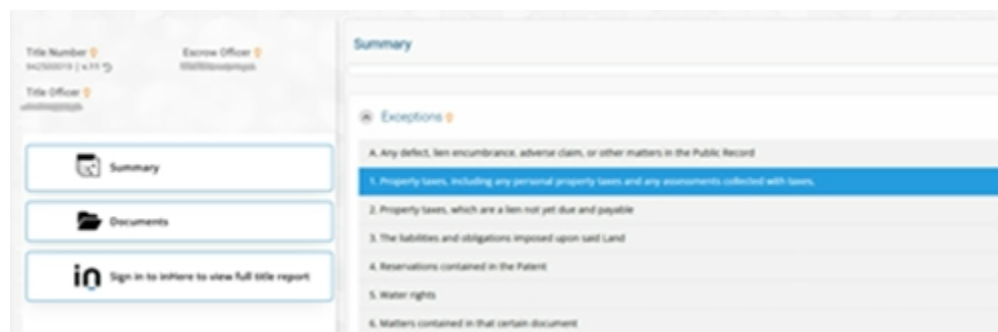 Title Number
Escrow Officer
942500019 | v.11
Title Officer
Summary
Documents
in Sign in to inHere to view full title report
Summary
Exceptions
A. Any defect, lien encumbrance, adverse claim, or other matters in the Public Record
1. Property taxes, including any personal property taxes and any assessments collected with taxes,
2. Property taxes, which are a lien not yet due and payable
3. The liabilities and obligations imposed upon said Land
4. Reservations contained in the Patent
5. Water rights
6. Matters contained in that certain document